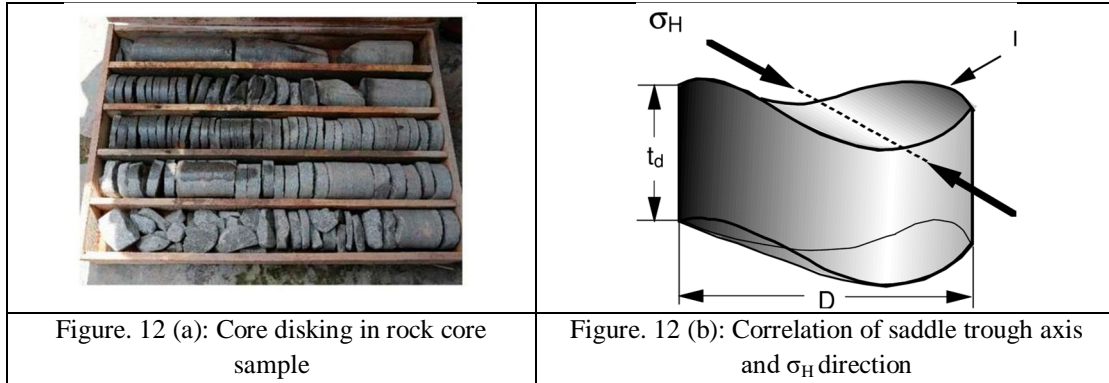 σH
I
td
D
Figure. 12 (a): Core disking in rock core
sample
Figure. 12 (b): Correlation of saddle trough axis
and σH direction